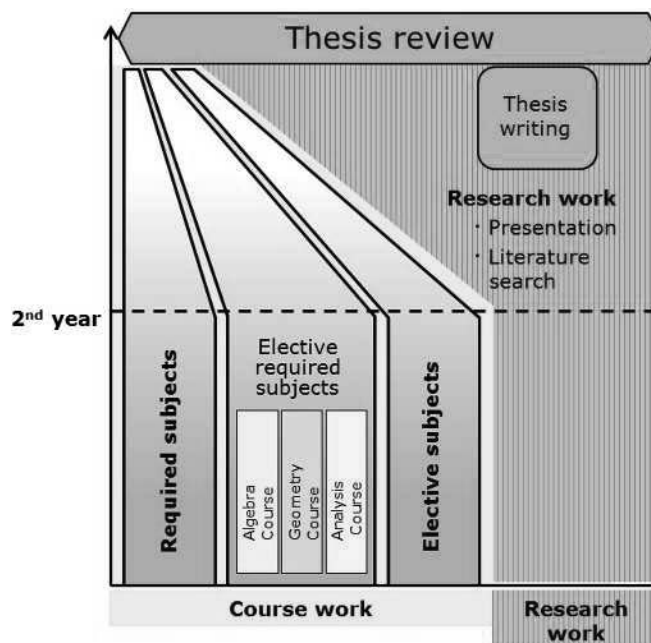 Thesis review
Thesis
writing
Research work
・Presentation
・Literature
search
2nd year
Required subjects
Elective
required
subjects
Algebra
Course
Geometry
Course
Analysis
Course
Elective subjects
Course work
Research
work